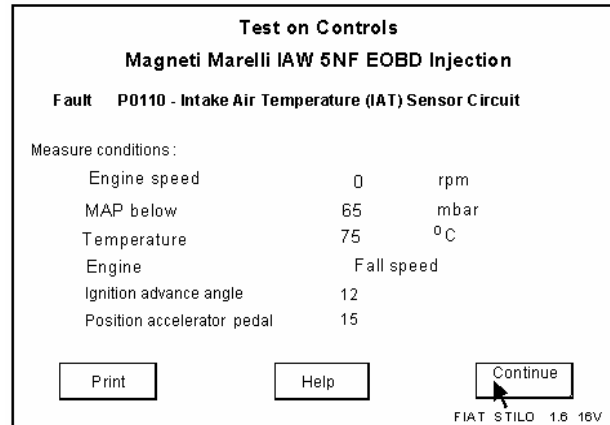 Test on Controls
Magneti Marelli IAW 5NF EOBD Injection
Fault P0110 - Intake Air Temperature (IAT) Sensor Circuit
Measure conditions :
Engine speed 0 rpm
MAP below 65 mbar
Temperature 75 °C
Engine Fall speed
Ignition advance angle 12
Position accelerator pedal 15
Print Help Continue
FIAT STILO 1.6 16V